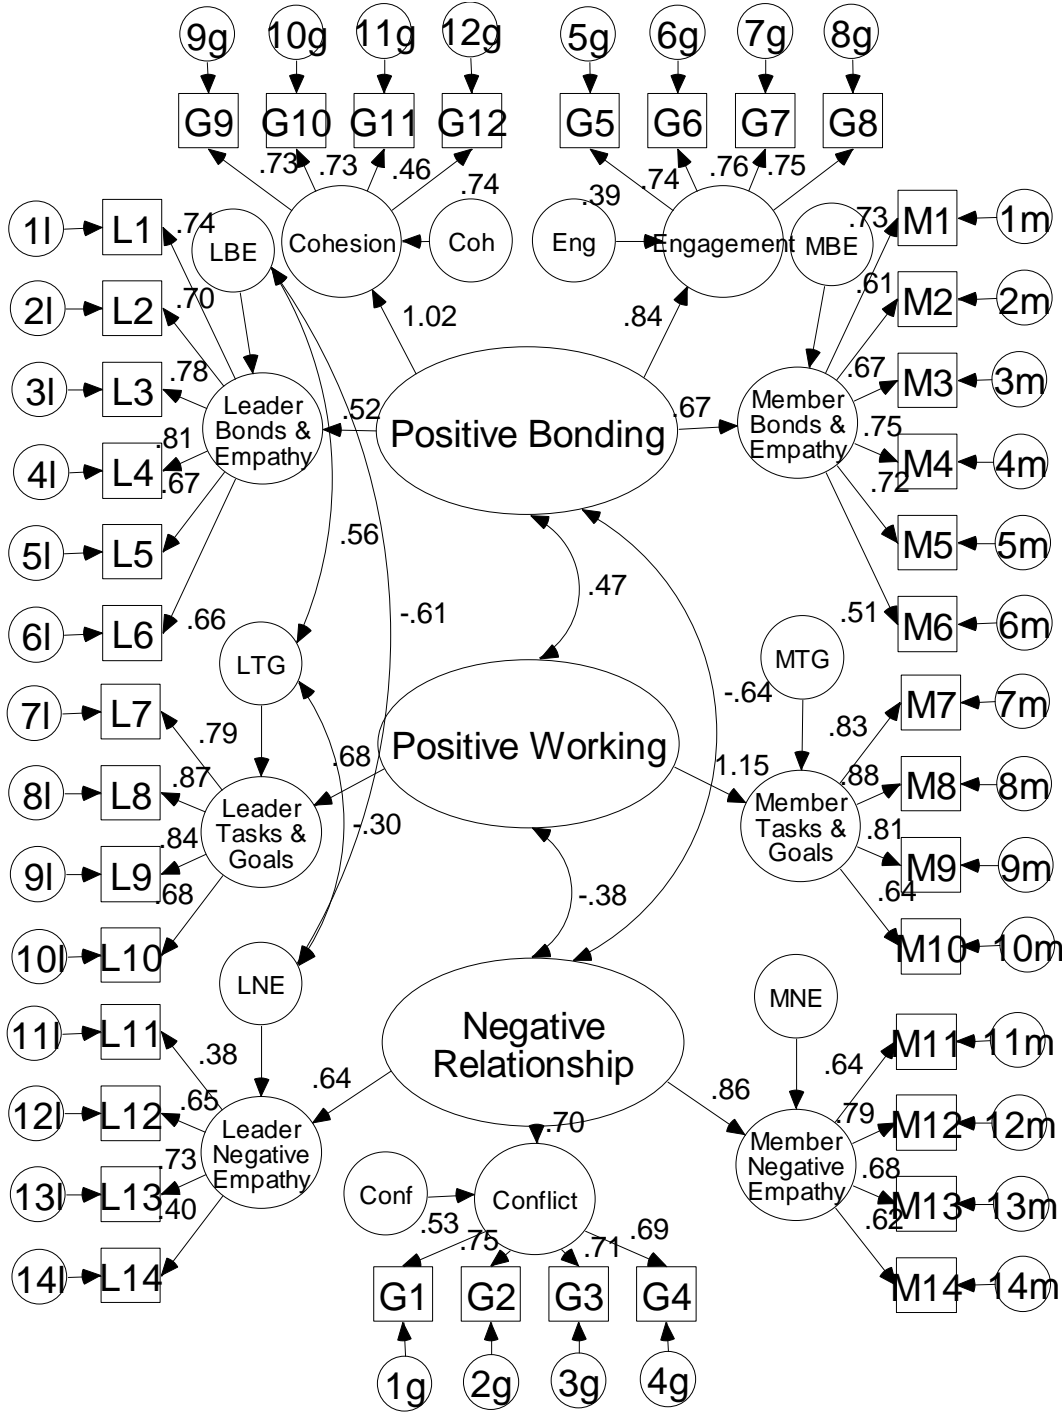 9g 10g 11g 12g 5g 6g 7g 8g
G9 G10 G11 G12 G5 G6 G7 G8
.73 .73 .46 .74 .39 .74 .76 .75
1l L1 .74 LBE Cohesion Coh Eng Engagement MBE .73 M1 1m
2l L2 .70 1.02 .84 .61 M2 2m
3l L3 .78 .67 M3 3m
Leader
Bonds &
Empathy
.52
Positive Bonding
.67
Member
Bonds &
Empathy
4l L4 .81 .75 M4 4m
.67 .72
5l L5 .56 M5 5m
.47
6l L6 .66 -.61 .51 M6 6m
LTG MTG
7l L7 .79 -.64 .83 M7 7m
Positive Working
.68 1.15
8l L8 .87 .88 M8 8m
Leader
Tasks &
Goals
-.30
Member
Tasks &
Goals
9l L9 .84 .81 M9 9m
.68 -.38 .64
10l L10 M10 10m
LNE MNE
Negative
Relationship
11l L11 .38 .64 .86 .64 M11 11m
12l L12 .65 .70 .79 M12 12m
Leader
Negative
Empathy
Member
Negative
Empathy
13l L13 .73 Conf Conflict .68 M13 13m
.40 .53 .75 .71 .69 .62
14l L14 G1 G2 G3 G4 M14 14m
1g 2g 3g 4g